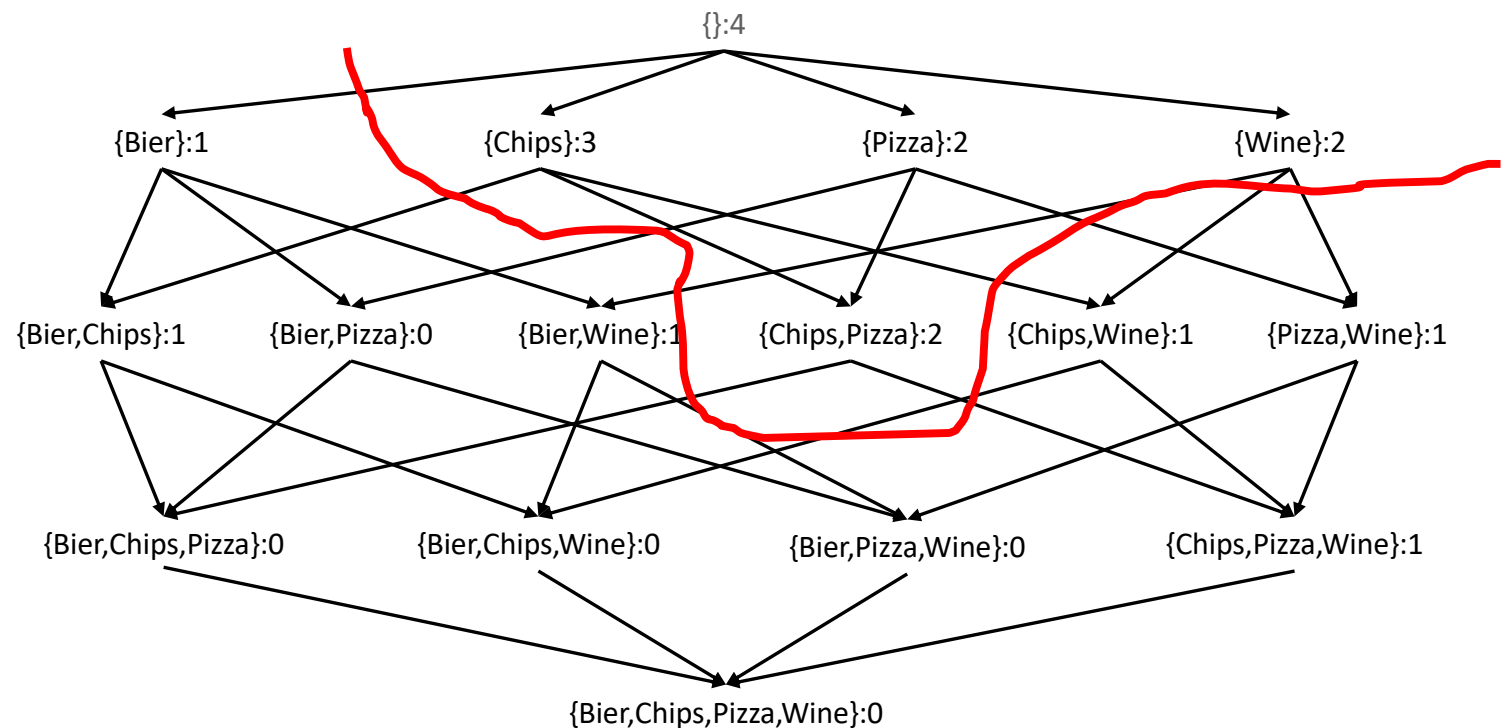 {}:4
{Bier}:1 {Chips}:3 {Pizza}:2 {Wine}:2
{Bier,Chips}:1 {Bier,Pizza}:0 {Bier,Wine}:1 {Chips,Pizza}:2 {Chips,Wine}:1 {Pizza,Wine}:1
{Bier,Chips,Pizza}:0 {Bier,Chips,Wine}:0 {Bier,Pizza,Wine}:0 {Chips,Pizza,Wine}:1
{Bier,Chips,Pizza,Wine}:0